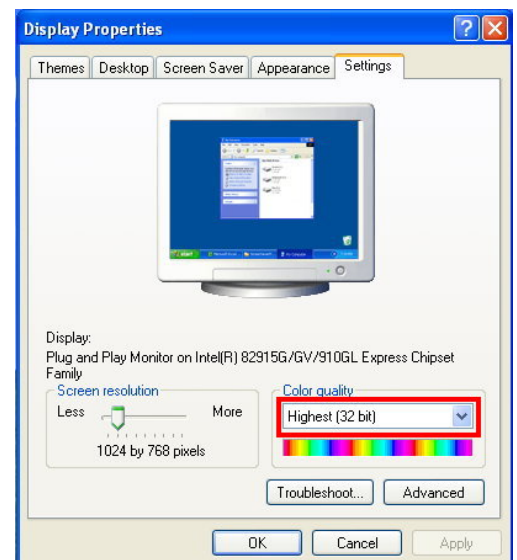 Display Properties
Themes Desktop Screen Saver Appearance Settings
Display:
Plug and Play Monitor on Intel(R) 82915G/GV/910GL Express Chipset
Family
Screen resolution
Less More
1024 by 768 pixels
Color quality
Highest (32 bit)
Troubleshoot... Advanced
OK Cancel Apply